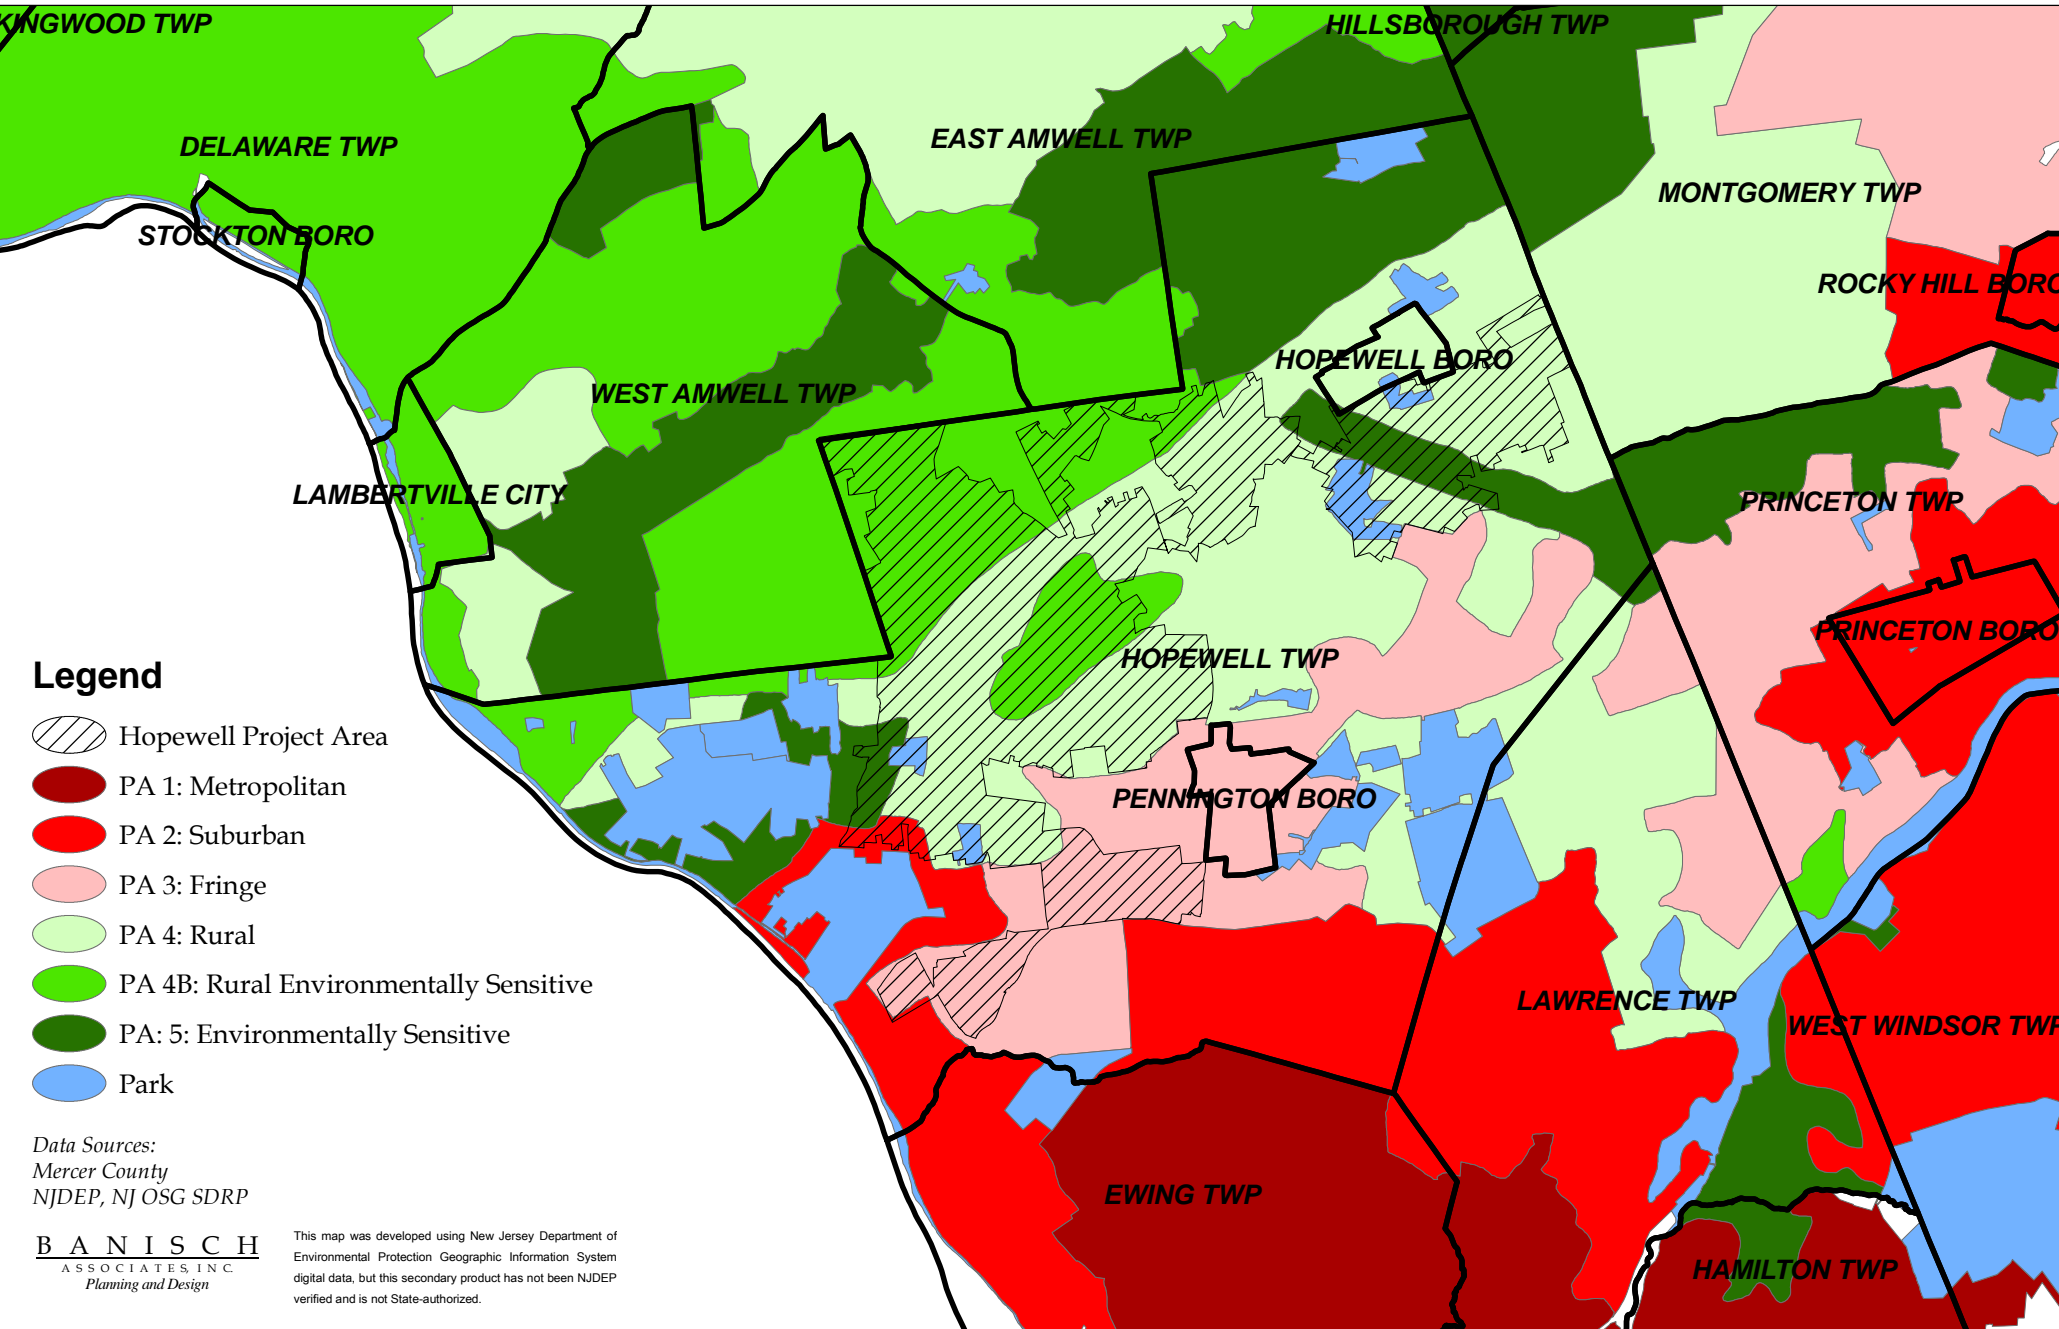 KINGWOOD TWP
HILLSBOROUGH TWP
DELAWARE TWP
EAST AMWELL TWP
MONTGOMERY TWP
STOCKTON BORO
ROCKY HILL BORO
HOPEWELL BORO
WEST AMWELL TWP
LAMBERTVILLE CITY
PRINCETON TWP
PRINCETON BORO
HOPEWELL TWP
PENNINGTON BORO
LAWRENCE TWP
WEST WINDSOR TWP
EWING TWP
HAMILTON TWP
Legend
Hopewell Project Area
PA 1: Metropolitan
PA 2: Suburban
PA 3: Fringe
PA 4: Rural
PA 4B: Rural Environmentally Sensitive
PA: 5: Environmentally Sensitive
Park
Data Sources:
Mercer County
NJDEP, NJ OSG SDRP
BANISCH
ASSOCIATES, INC.
Planning and Design
This map was developed using New Jersey Department of
Environmental Protection Geographic Information System
digital data, but this secondary product has not been NJDEP
verified and is not State-authorized.